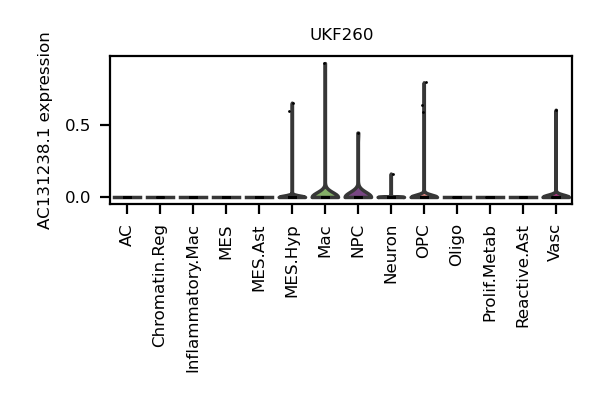 UKF260
AC131238.1 expression
0.5
0.0
AC
Chromatin.Reg
Inflammatory.Mac
MES
MES.Ast
MES.Hyp
Mac
NPC
Neuron
OPC
Oligo
Prolif.Metab
Reactive.Ast
Vasc